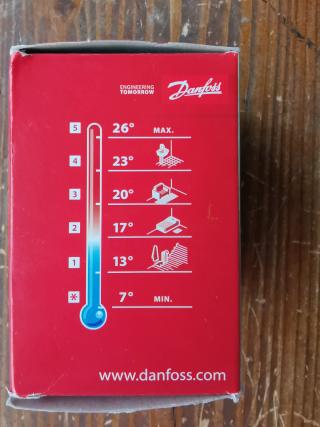 ENGINEERING
TOMORROW
Danfoss
5 26° MAX.
4 23°
3 20°
2 17°
1 13°
* 7° MIN.
www.danfoss.com